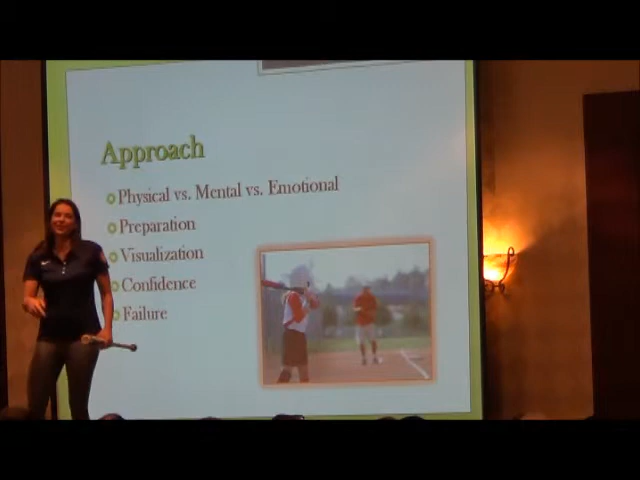 Approach
Physical vs. Mental vs. Emotional
Preparation
Visualization
Confidence
Failure